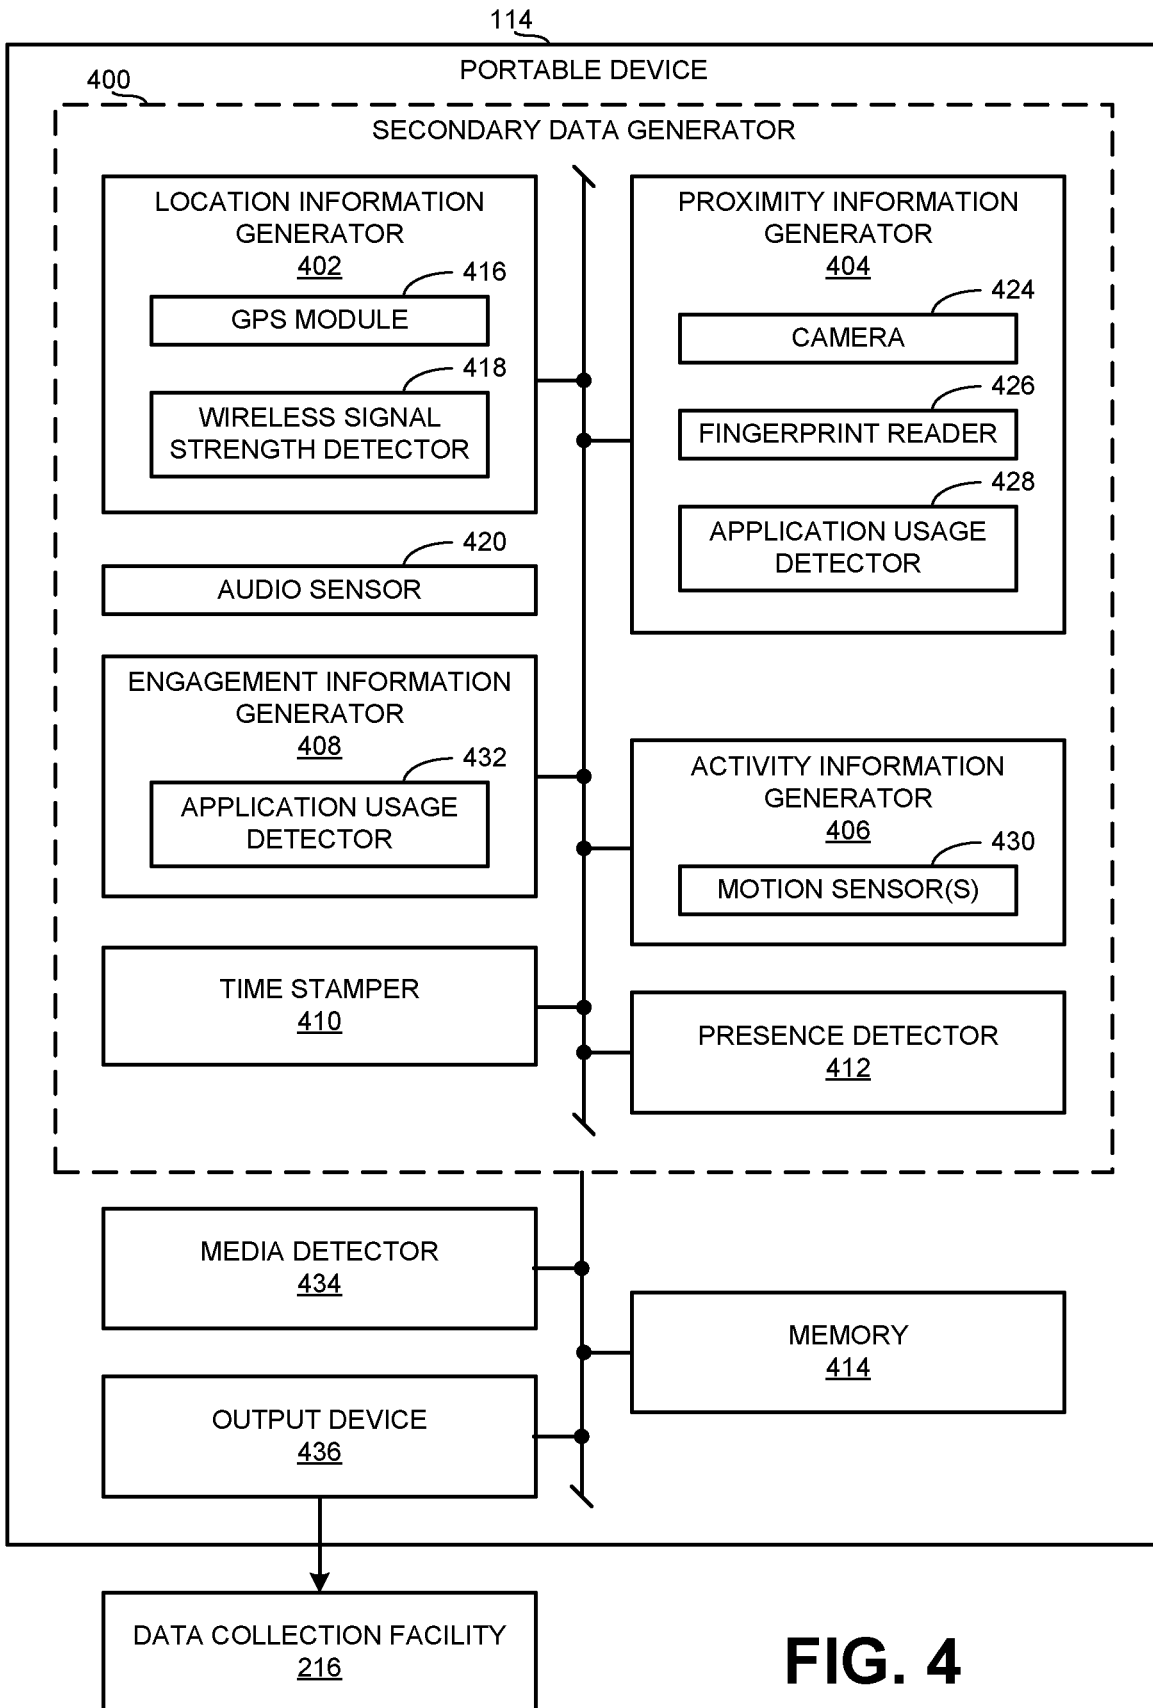 114
PORTABLE DEVICE
400
SECONDARY DATA GENERATOR
LOCATION INFORMATION
GENERATOR
402
416
GPS MODULE
418
WIRELESS SIGNAL
STRENGTH DETECTOR
PROXIMITY INFORMATION
GENERATOR
404
424
CAMERA
426
FINGERPRINT READER
428
APPLICATION USAGE
DETECTOR
420
AUDIO SENSOR
ENGAGEMENT INFORMATION
GENERATOR
408
432
APPLICATION USAGE
DETECTOR
ACTIVITY INFORMATION
GENERATOR
406
430
MOTION SENSOR(S)
TIME STAMPER
410
PRESENCE DETECTOR
412
MEDIA DETECTOR
434
MEMORY
414
OUTPUT DEVICE
436
DATA COLLECTION FACILITY
216
FIG. 4